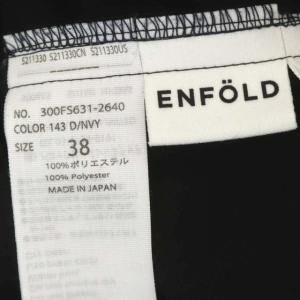 S211330 S211330CN S211330US
NO. 300FS631-2640
COLOR 143 D/NVY
SIZE 38
100%ポリエステル
100% Polyester
MADE IN JAPAN
ENFÖLD